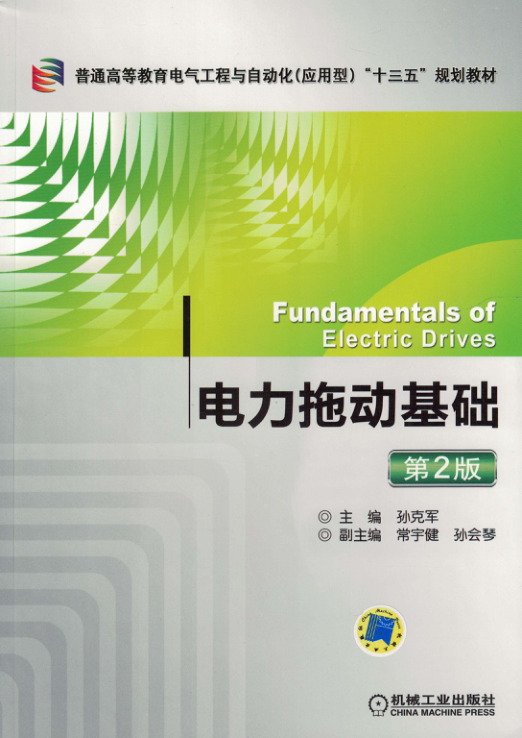 普通高等教育电气工程与自动化(应用型)“十三五”规划教材
Fundamentals of
Electric Drives
电力拖动基础
第2版
◎ 主 编 孙克军
◎ 副主编 常宇健 孙会琴
机械工业出版社
CHINA MACHINE PRESS